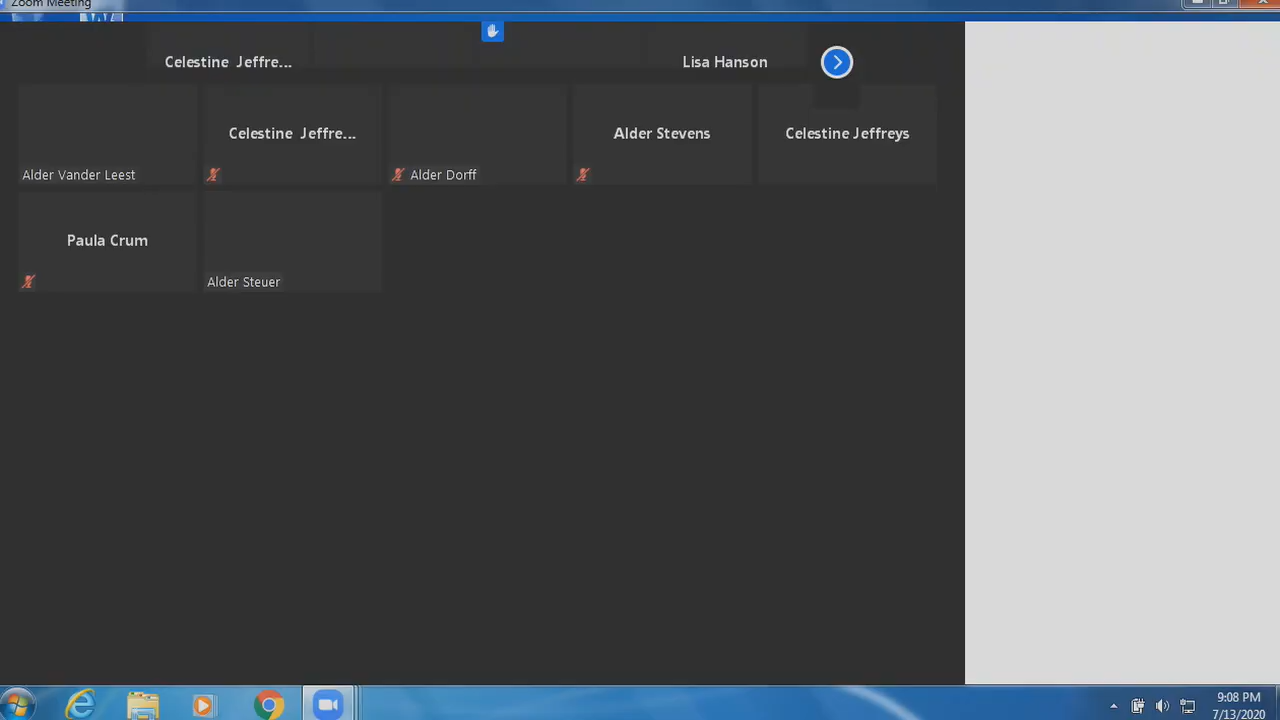 Zoom Meeting
Celestine Jeffre...
Lisa Hanson
Alder Vander Leest
Celestine Jeffre...
Alder Dorff
Alder Stevens
Celestine Jeffreys
Paula Crum
Alder Steuer
9:08 PM
7/13/2020